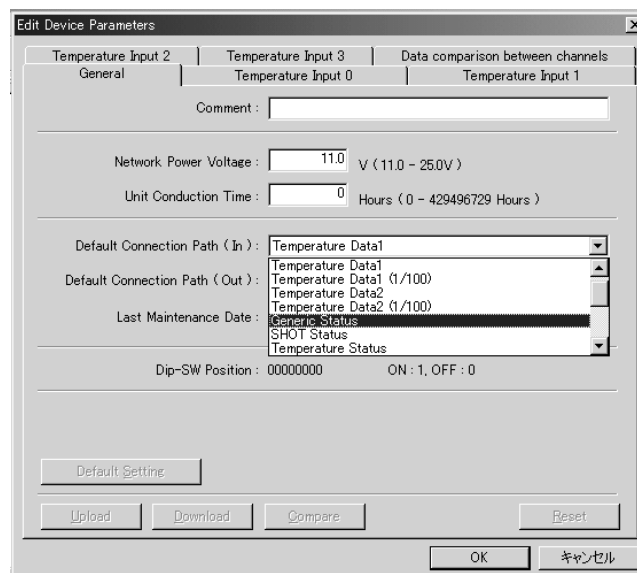 Edit Device Parameters
Temperature Input 2
Temperature Input 3
Data comparison between channels
General
Temperature Input 0
Temperature Input 1
Comment :
Network Power Voltage : 11.0 V ( 11.0 - 25.0V )
Unit Conduction Time : 0 Hours ( 0 - 429496729 Hours )
Default Connection Path ( In ) : Temperature Data1
Default Connection Path ( Out ) :
Last Maintenance Date :
Temperature Data1
Temperature Data1 (1/100)
Temperature Data2
Temperature Data2 (1/100)
Generic Status
SHOT Status
Temperature Status
Dip-SW Position : 00000000 ON : 1, OFF : 0
Default Setting
Upload
Download
Compare
Reset
OK
キャンセル